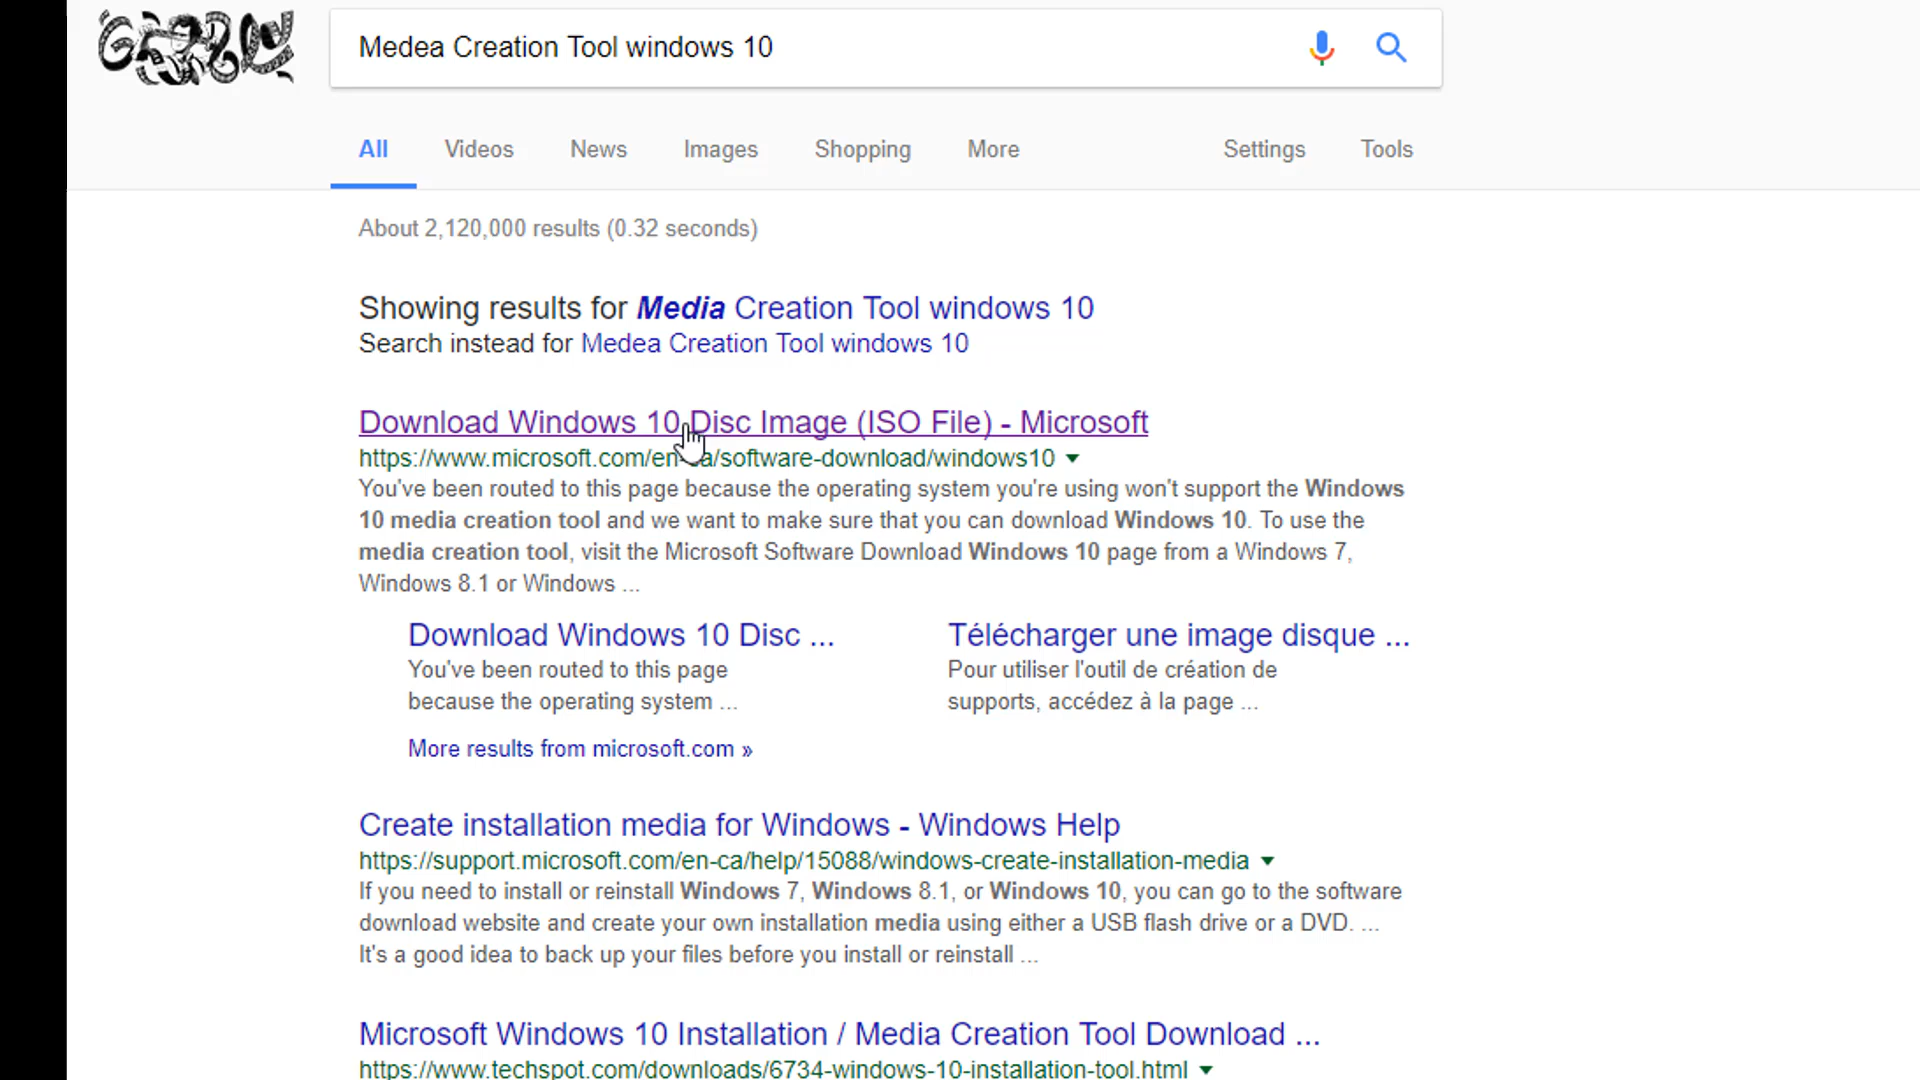 Medea Creation Tool windows 10
All Videos News Images Shopping More Settings Tools
About 2,120,000 results (0.32 seconds)
Showing results for Media Creation Tool windows 10
Search instead for Medea Creation Tool windows 10
Download Windows 10 Disc Image (ISO File) - Microsoft
https://www.microsoft.com/en-ca/software-download/windows10
You've been routed to this page because the operating system you're using won't support the Windows
10 media creation tool and we want to make sure that you can download Windows 10. To use the
media creation tool, visit the Microsoft Software Download Windows 10 page from a Windows 7,
Windows 8.1 or Windows ...
Download Windows 10 Disc ...
You've been routed to this page
because the operating system ...
Télécharger une image disque ...
Pour utiliser l'outil de création de
supports, accédez à la page ...
More results from microsoft.com »
Create installation media for Windows - Windows Help
https://support.microsoft.com/en-ca/help/15088/windows-create-installation-media
If you need to install or reinstall Windows 7, Windows 8.1, or Windows 10, you can go to the software
download website and create your own installation media using either a USB flash drive or a DVD. ...
It's a good idea to back up your files before you install or reinstall ...
Microsoft Windows 10 Installation / Media Creation Tool Download ...
https://www.techspot.com/downloads/6734-windows-10-installation-tool.html